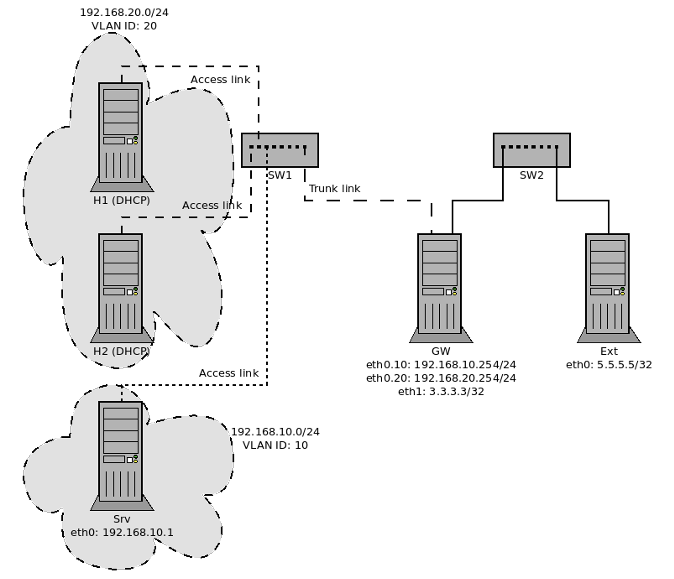 192.168.20.0/24
VLAN ID: 20
Access link
H1 (DHCP)
SW1
SW2
Trunk link
Access link
H2 (DHCP)
GW
eth0.10: 192.168.10.254/24
eth0.20: 192.168.20.254/24
eth1: 3.3.3.3/32
Ext
eth0: 5.5.5.5/32
Access link
192.168.10.0/24
VLAN ID: 10
Srv
eth0: 192.168.10.1